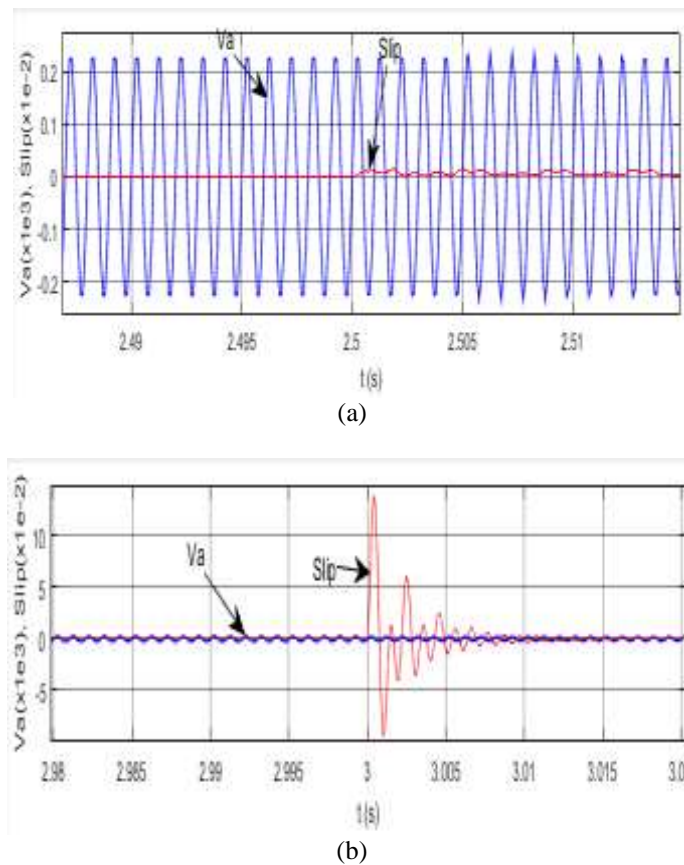 Va(x1e3), Slip(x1e-2)
Va
Slip
0.2
0.1
0
-0.1
-0.2
2.49
2.495
2.5
2.505
2.51
t(s)
(a)
Va(x1e3), Slip(x1e-2)
Va
Slip
10
5
0
-5
2.98
2.985
2.99
2.995
3
3.005
3.01
3.015
3.0
t(s)
(b)